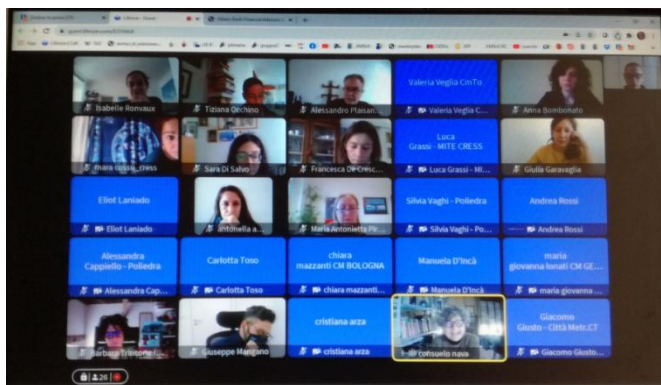 Isabelle Ronvaux
Tiziana Occhino
Alessandro Plaisan...
Valeria Veglia CmTo
Valeria Veglia C...
Anna Bombonato
mara cossu_cress
Sara Di Salvo
Francesca De Cresc...
Luca
Grassi - MITE CRESS
Luca Grassi - MI...
Giulia Garavaglia
Eliot Laniado
Eliot Laniado
antonella a...
Maria Antonietta Pir...
Silvia Vaghi - Poliedra
Silvia Vaghi - Po...
Andrea Rossi
Andrea Rossi
Alessandra
Cappiello - Poliedra
Alessandra Cap...
Carlotta Toso
Carlotta Toso
chiara
mazzanti CM BOLOGNA
chiara mazzanti...
Manuela D'Incà
Manuela D'Incà
maria
giovanna lonati CM GE...
maria giovanna ...
Giuseppe Mangano
cristiana arza
cristiana arza
consuelo nava
Giacomo
Giusto - Città Metr.CT
Giacomo Giusto...
26